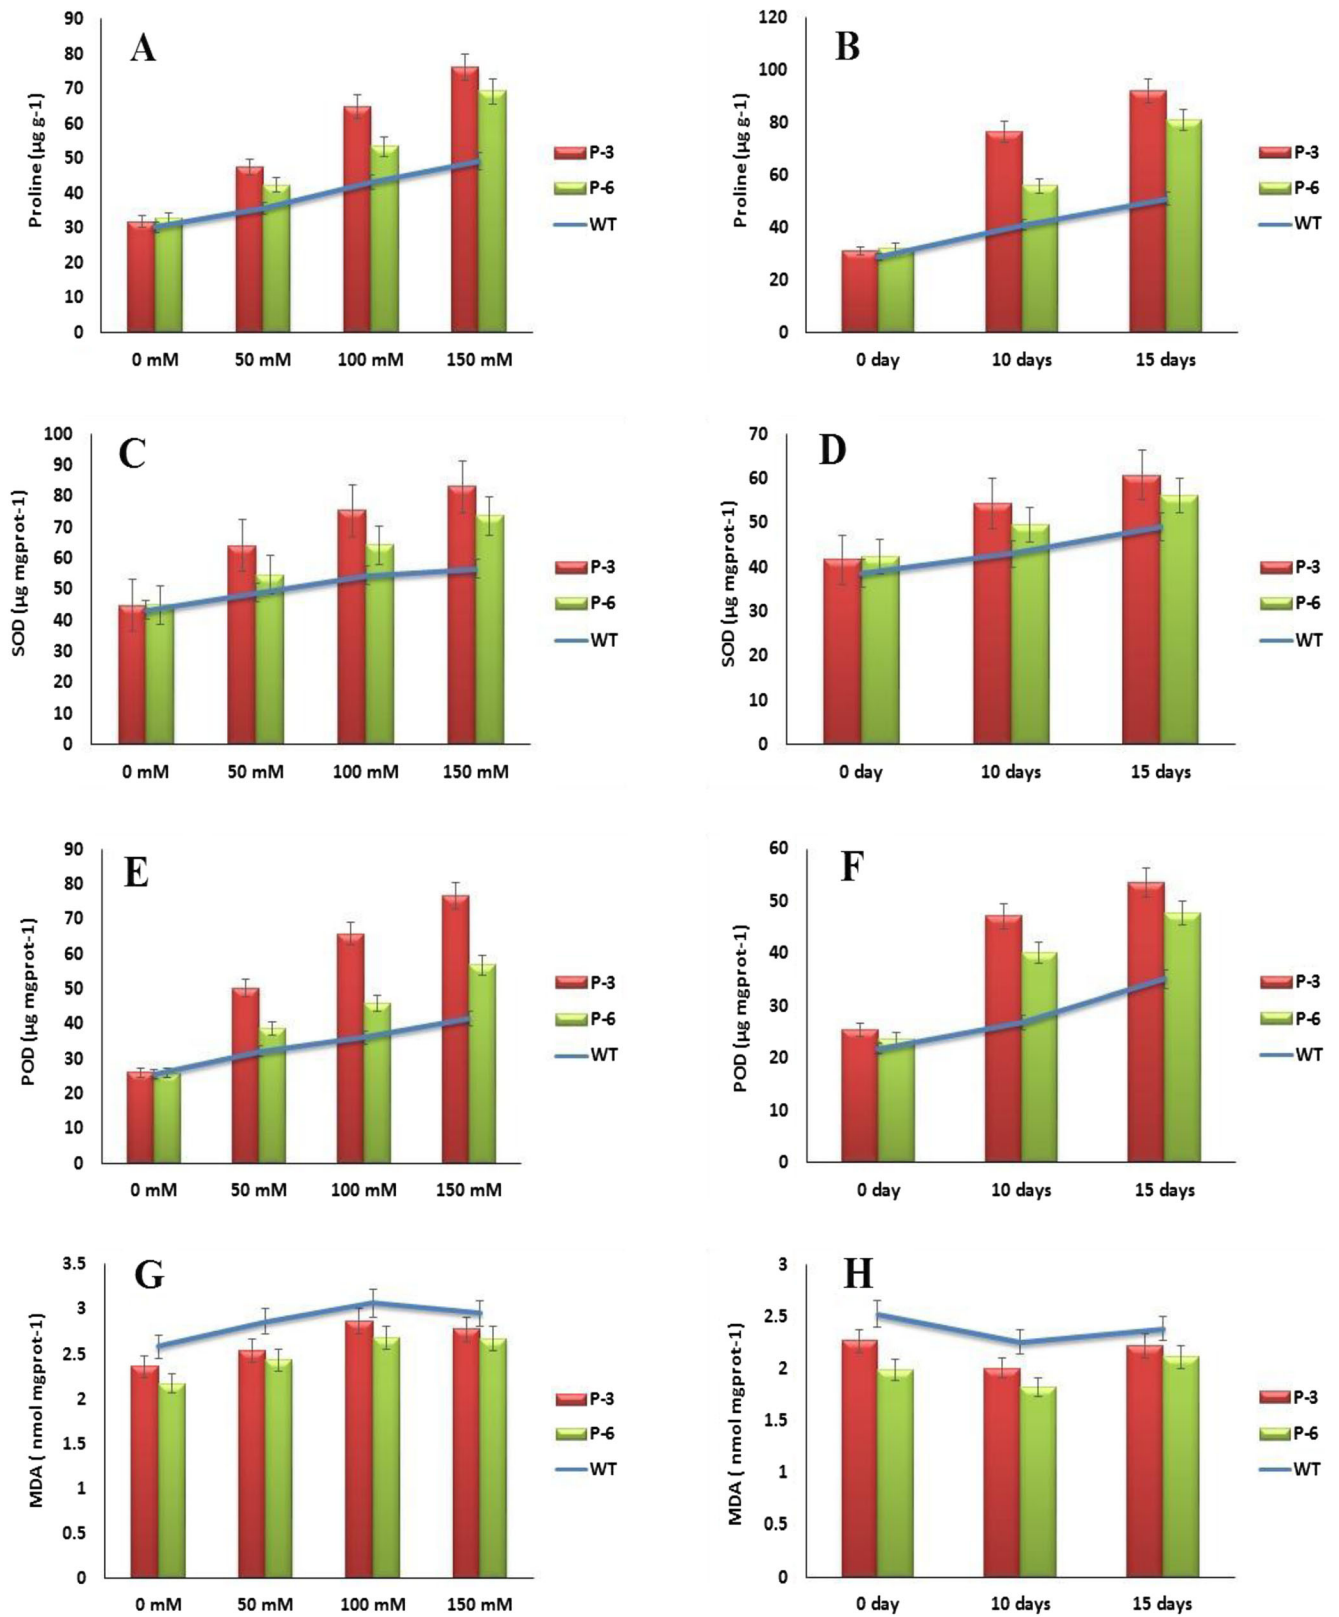 A
Proline (µg g-1)
90
80
70
60
50
40
30
20
10
0
0 mM 50 mM 100 mM 150 mM
P-3
P-6
WT
B
Proline (µg g-1)
120
100
80
60
40
20
0
0 day 10 days 15 days
P-3
P-6
WT
C
SOD (µg mgprot-1)
100
90
80
70
60
50
40
30
20
10
0
0 mM 50 mM 100 mM 150 mM
P-3
P-6
WT
D
SOD (µg mgprot-1)
70
60
50
40
30
20
10
0
0 day 10 days 15 days
P-3
P-6
WT
E
POD (µg mgprot-1)
90
80
70
60
50
40
30
20
10
0
0 mM 50 mM 100 mM 150 mM
P-3
P-6
WT
F
POD (µg mgprot-1)
60
50
40
30
20
10
0
0 day 10 days 15 days
P-3
P-6
WT
G
MDA ( nmol mgprot-1)
3.5
3
2.5
2
1.5
1
0.5
0
0 mM 50 mM 100 mM 150 mM
P-3
P-6
WT
H
MDA ( nmol mgprot-1)
3
2.5
2
1.5
1
0.5
0
0 day 10 days 15 days
P-3
P-6
WT